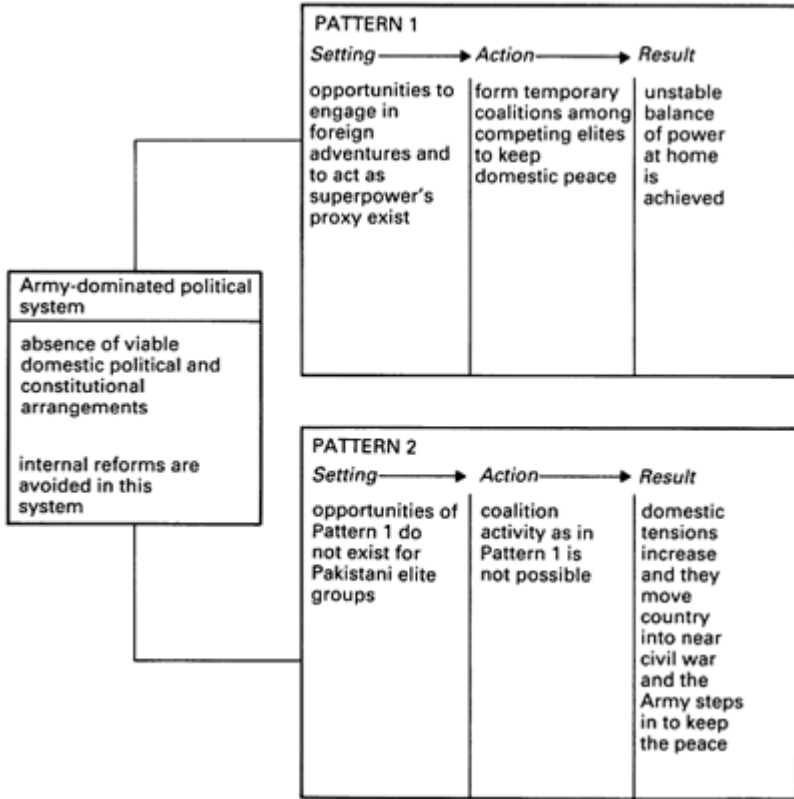 PATTERN 1
Setting Action Result
opportunities to
engage in
foreign
adventures and
to act as
superpower's
proxy exist
form temporary
coalitions among
competing elites
to keep
domestic peace
unstable
balance
of power
at home
is
achieved
Army-dominated political
system
absence of viable
domestic political and
constitutional
arrangements
internal reforms are
avoided in this
system
PATTERN 2
Setting Action Result
opportunities of
Pattern 1 do
not exist for
Pakistani elite
groups
coalition
activity as in
Pattern 1 is
not possible
domestic
tensions
increase
and they
move
country
into near
civil war
and the
Army steps
in to keep
the peace